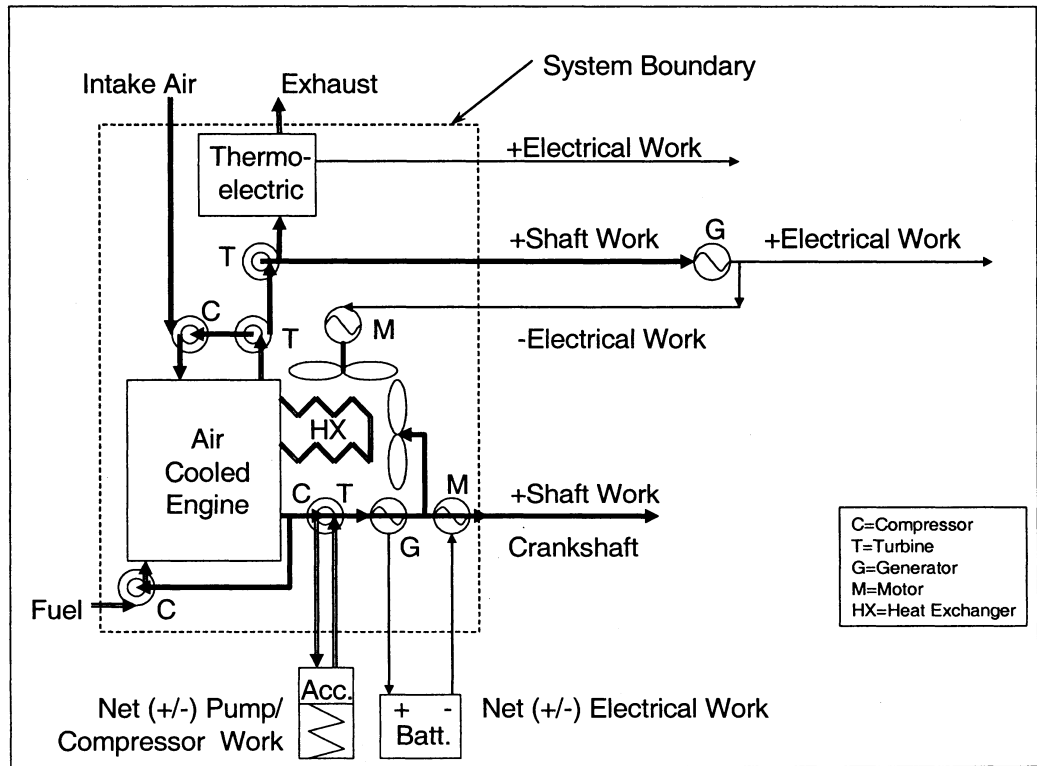 System Boundary
Intake Air
Exhaust
Thermo-
electric
+Electrical Work
T
+Shaft Work
G
+Electrical Work
C
T
M
-Electrical Work
HX
Air
Cooled
Engine
C
T
M
+Shaft Work
G
Crankshaft
Fuel
C
C=Compressor
T=Turbine
G=Generator
M=Motor
HX=Heat Exchanger
Acc.
Net (+/-) Pump/
Compressor Work
+ -
Batt.
Net (+/-) Electrical Work